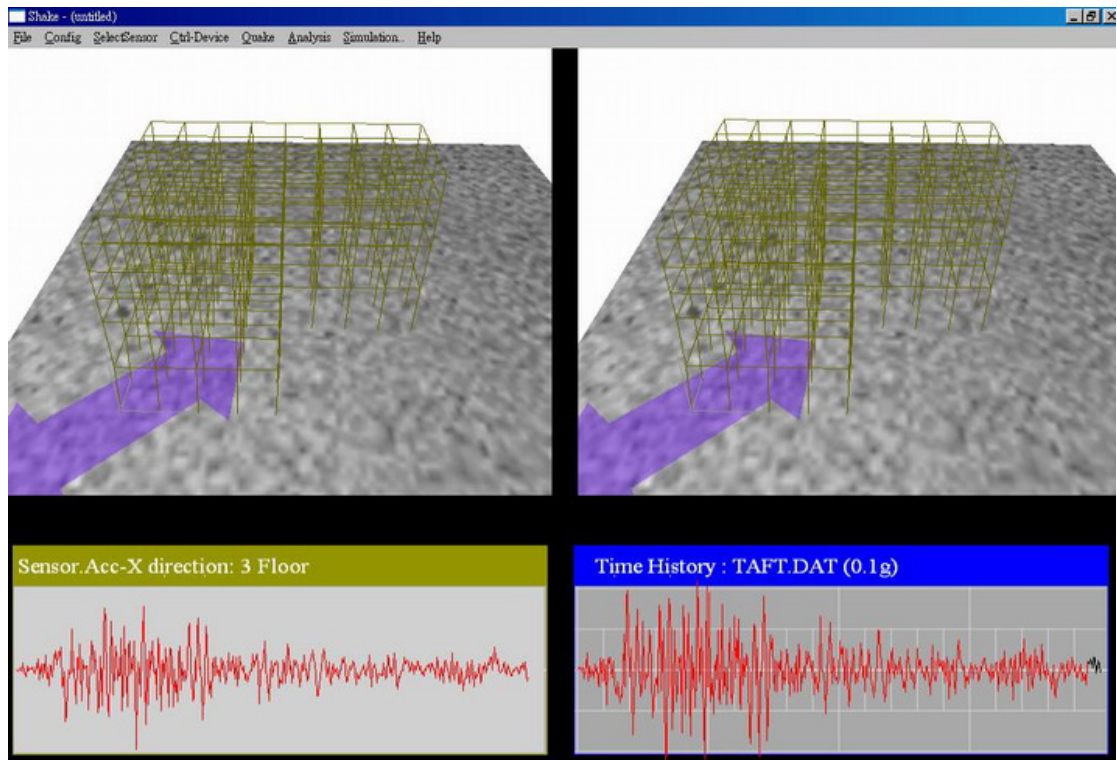 Shake - (untitled)
File Config SelectSensor Ctrl-Device Quake Analysis Simulation.. Help
Sensor.Acc-X direction: 3 Floor
Time History : TAFT.DAT (0.1g)